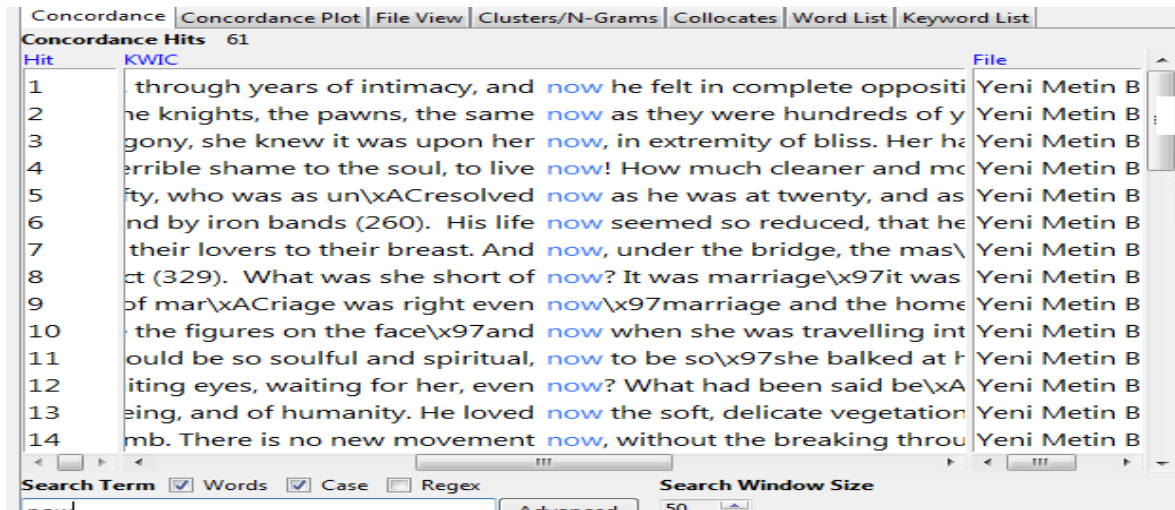 Concordance Concordance Plot File View Clusters/N-Grams Collocates Word List Keyword List
Concordance Hits 61
Hit KWIC File
1 through years of intimacy, and now he felt in complete oppositi Yeni Metin B
2 he knights, the pawns, the same now as they were hundreds of y Yeni Metin B
3 gony, she knew it was upon her now, in extremity of bliss. Her ha Yeni Metin B
4 errible shame to the soul, to live now! How much cleaner and mo Yeni Metin B
5 fty, who was as un\xACresolved now as he was at twenty, and as Yeni Metin B
6 nd by iron bands (260). His life now seemed so reduced, that he Yeni Metin B
7 their lovers to their breast. And now, under the bridge, the mas\ Yeni Metin B
8 ct (329). What was she short of now? It was marriage\x97it was Yeni Metin B
9 of mar\xACriage was right even now\x97marriage and the home Yeni Metin B
10 the figures on the face\x97and now when she was travelling int Yeni Metin B
11 ould be so soulful and spiritual, now to be so\x97she balked at h Yeni Metin B
12 iting eyes, waiting for her, even now? What had been said be\xA Yeni Metin B
13 eing, and of humanity. He loved now the soft, delicate vegetation Yeni Metin B
14 mb. There is no new movement now, without the breaking throu Yeni Metin B
Search Term Words Case Regex Search Window Size
now Advanced 50